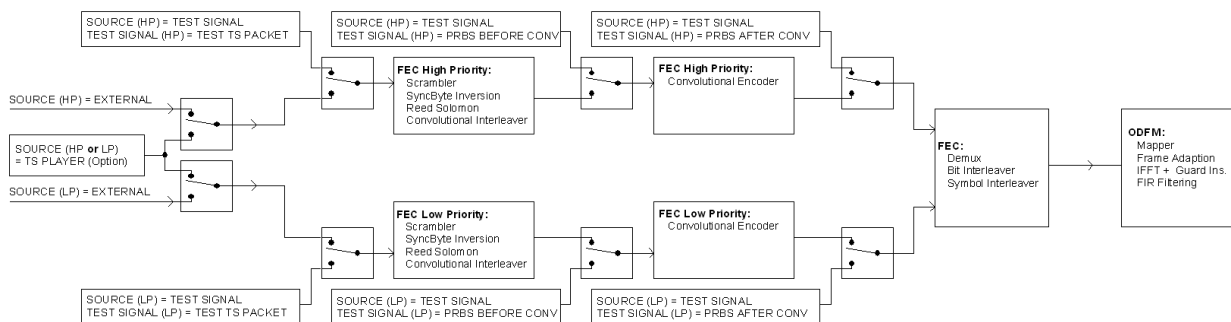 SOURCE (HP) = TEST SIGNAL
TEST SIGNAL (HP) = TEST TS PACKET
SOURCE (HP) = TEST SIGNAL
TEST SIGNAL (HP) = PRBS BEFORE CONV
SOURCE (HP) = TEST SIGNAL
TEST SIGNAL (HP) = PRBS AFTER CONV
FEC High Priority:
Scrambler
SyncByte Inversion
Reed Solomon
Convolutional Interleaver
FEC High Priority:
Convolutional Encoder
SOURCE (HP) = EXTERNAL
SOURCE (HP or LP)
= TS PLAYER (Option)
SOURCE (LP) = EXTERNAL
FEC:
Demux
Bit Interleaver
Symbol Interleaver
ODFM:
Mapper
Frame Adaption
IFFT + Guard Ins.
FIR Filtering
FEC Low Priority:
Scrambler
SyncByte Inversion
Reed Solomon
Convolutional Interleaver
FEC Low Priority:
Convolutional Encoder
SOURCE (LP) = TEST SIGNAL
TEST SIGNAL (LP) = TEST TS PACKET
SOURCE (LP) = TEST SIGNAL
TEST SIGNAL (LP) = PRBS BEFORE CONV
SOURCE (LP) = TEST SIGNAL
TEST SIGNAL (LP) = PRBS AFTER CONV